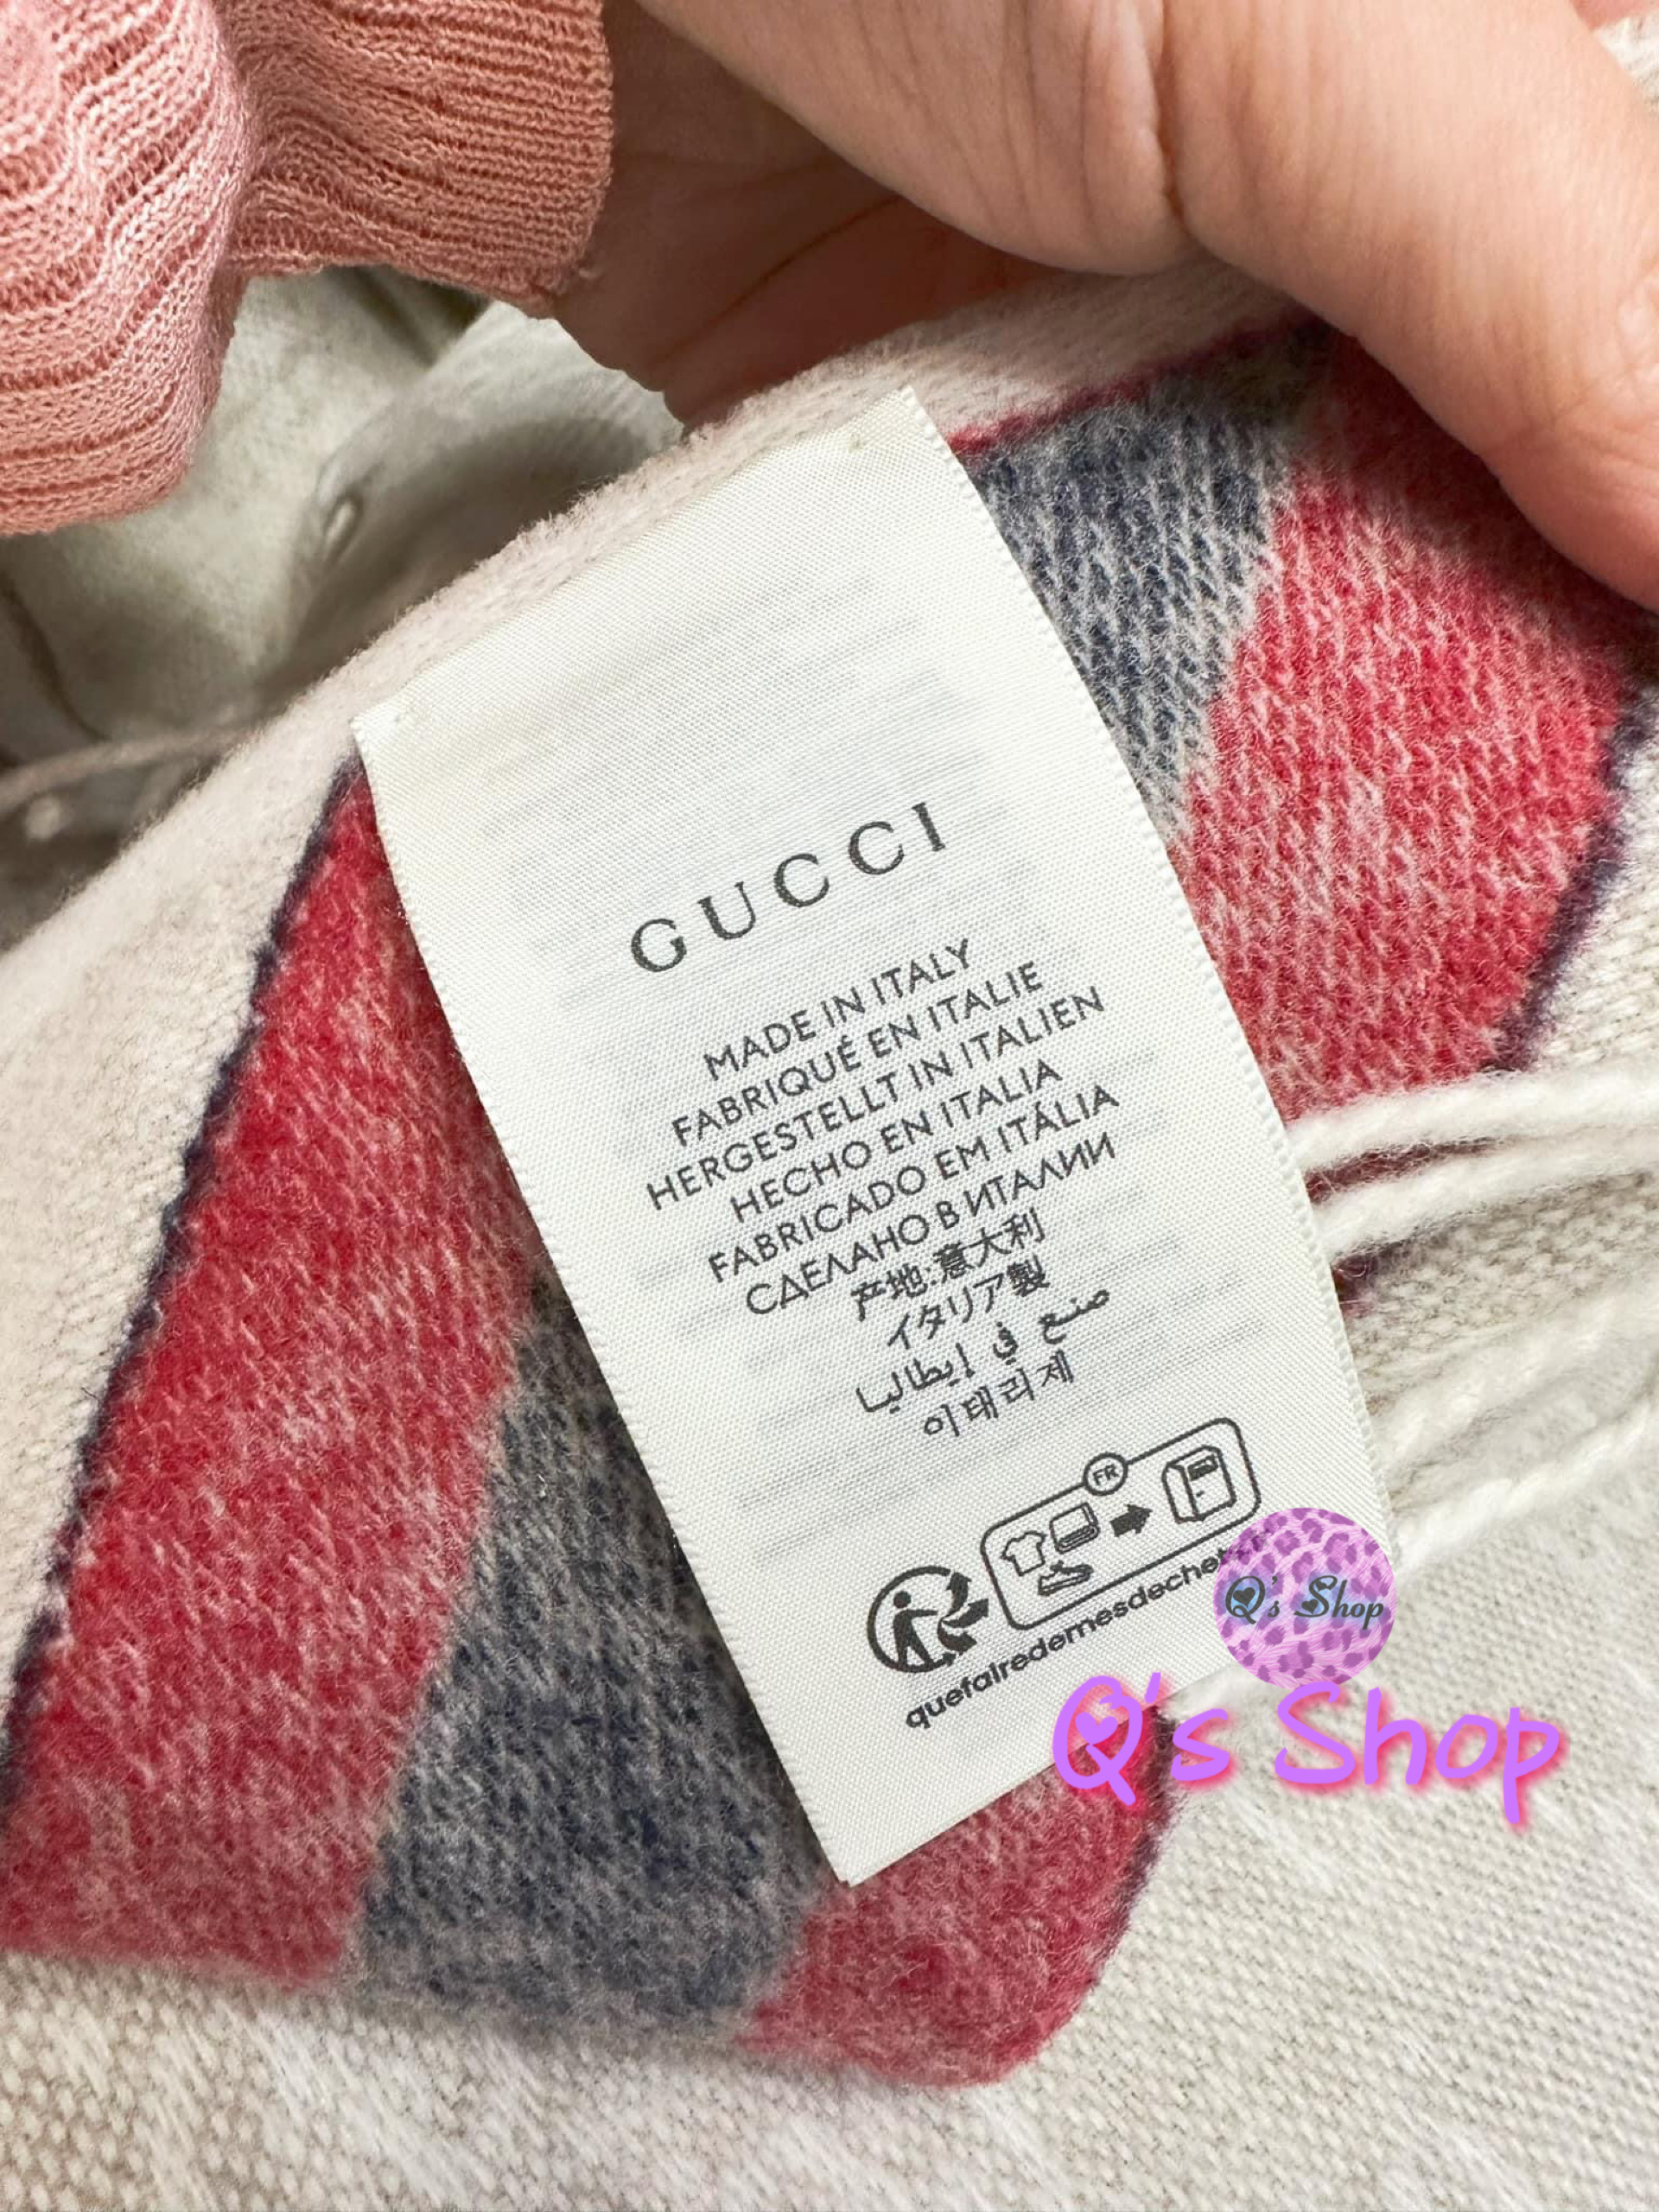 GUCCI
MADE IN ITALY
FABRIQUÉ EN ITALIE
HERGESTELLT IN ITALIEN
HECHO EN ITALIA
FABRICADO EM ITÁLIA
СДЕЛАНО В ИТАЛИИ
产地:意大利
イタリア製
صنع في إيطاليا
이태리제
FR
Q's Shop
Q's Shop